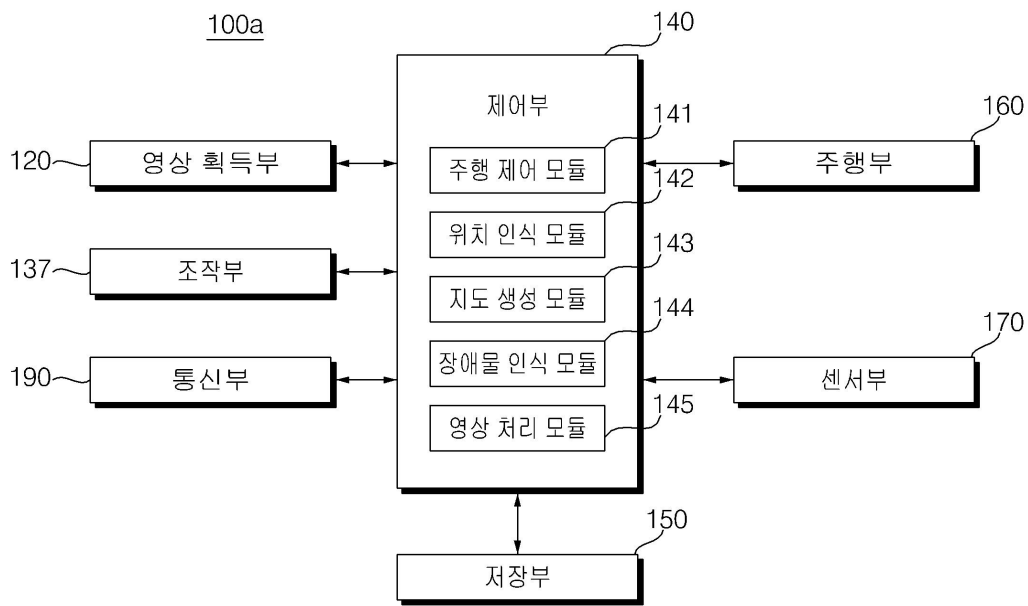 100a
140
제어부
120
영상 획득부
141
주행 제어 모듈
160
주행부
142
위치 인식 모듈
137
조작부
143
지도 생성 모듈
144
장애물 인식 모듈
190
통신부
170
센서부
145
영상 처리 모듈
150
저장부